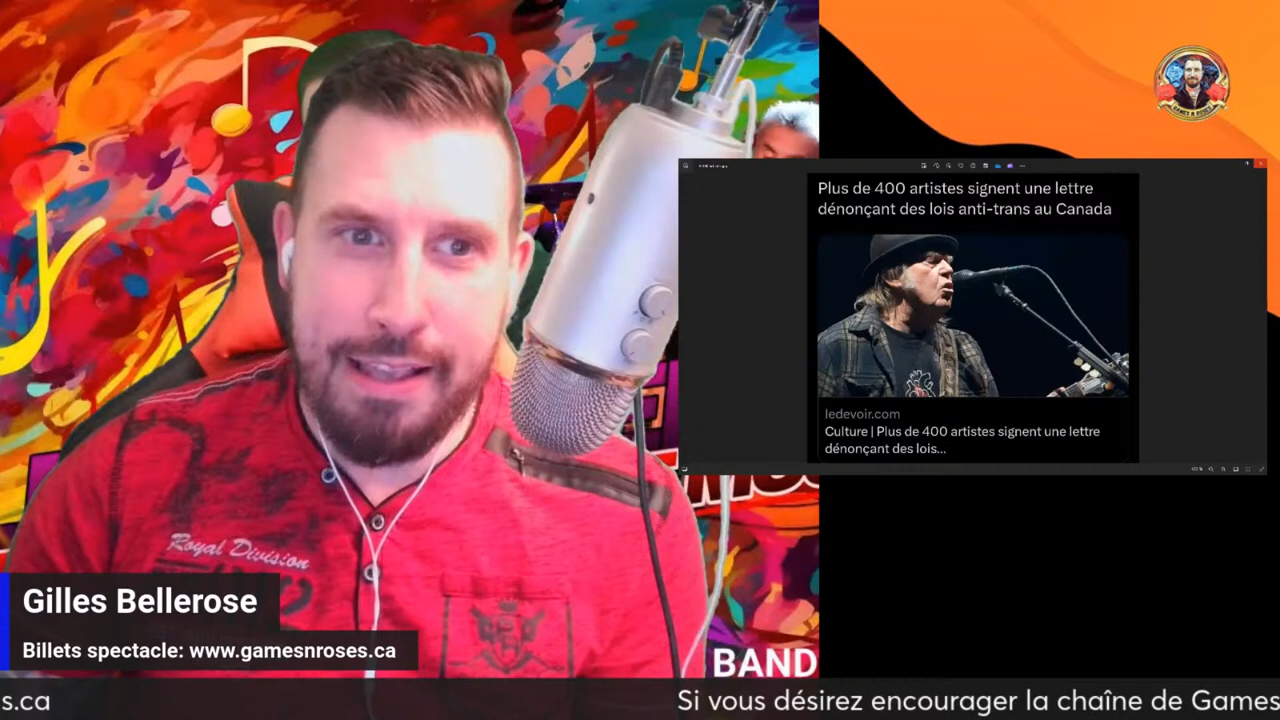 Plus de 400 artistes signent une lettre
dénonçant des lois anti-trans au Canada
ledevoir.com
Culture | Plus de 400 artistes signent une lettre
dénonçant des lois...
Royal Division
Gilles Bellerose
Billets spectacle: www.gamesnroses.ca
BAND
s.ca
Si vous désirez encourager la chaîne de Games